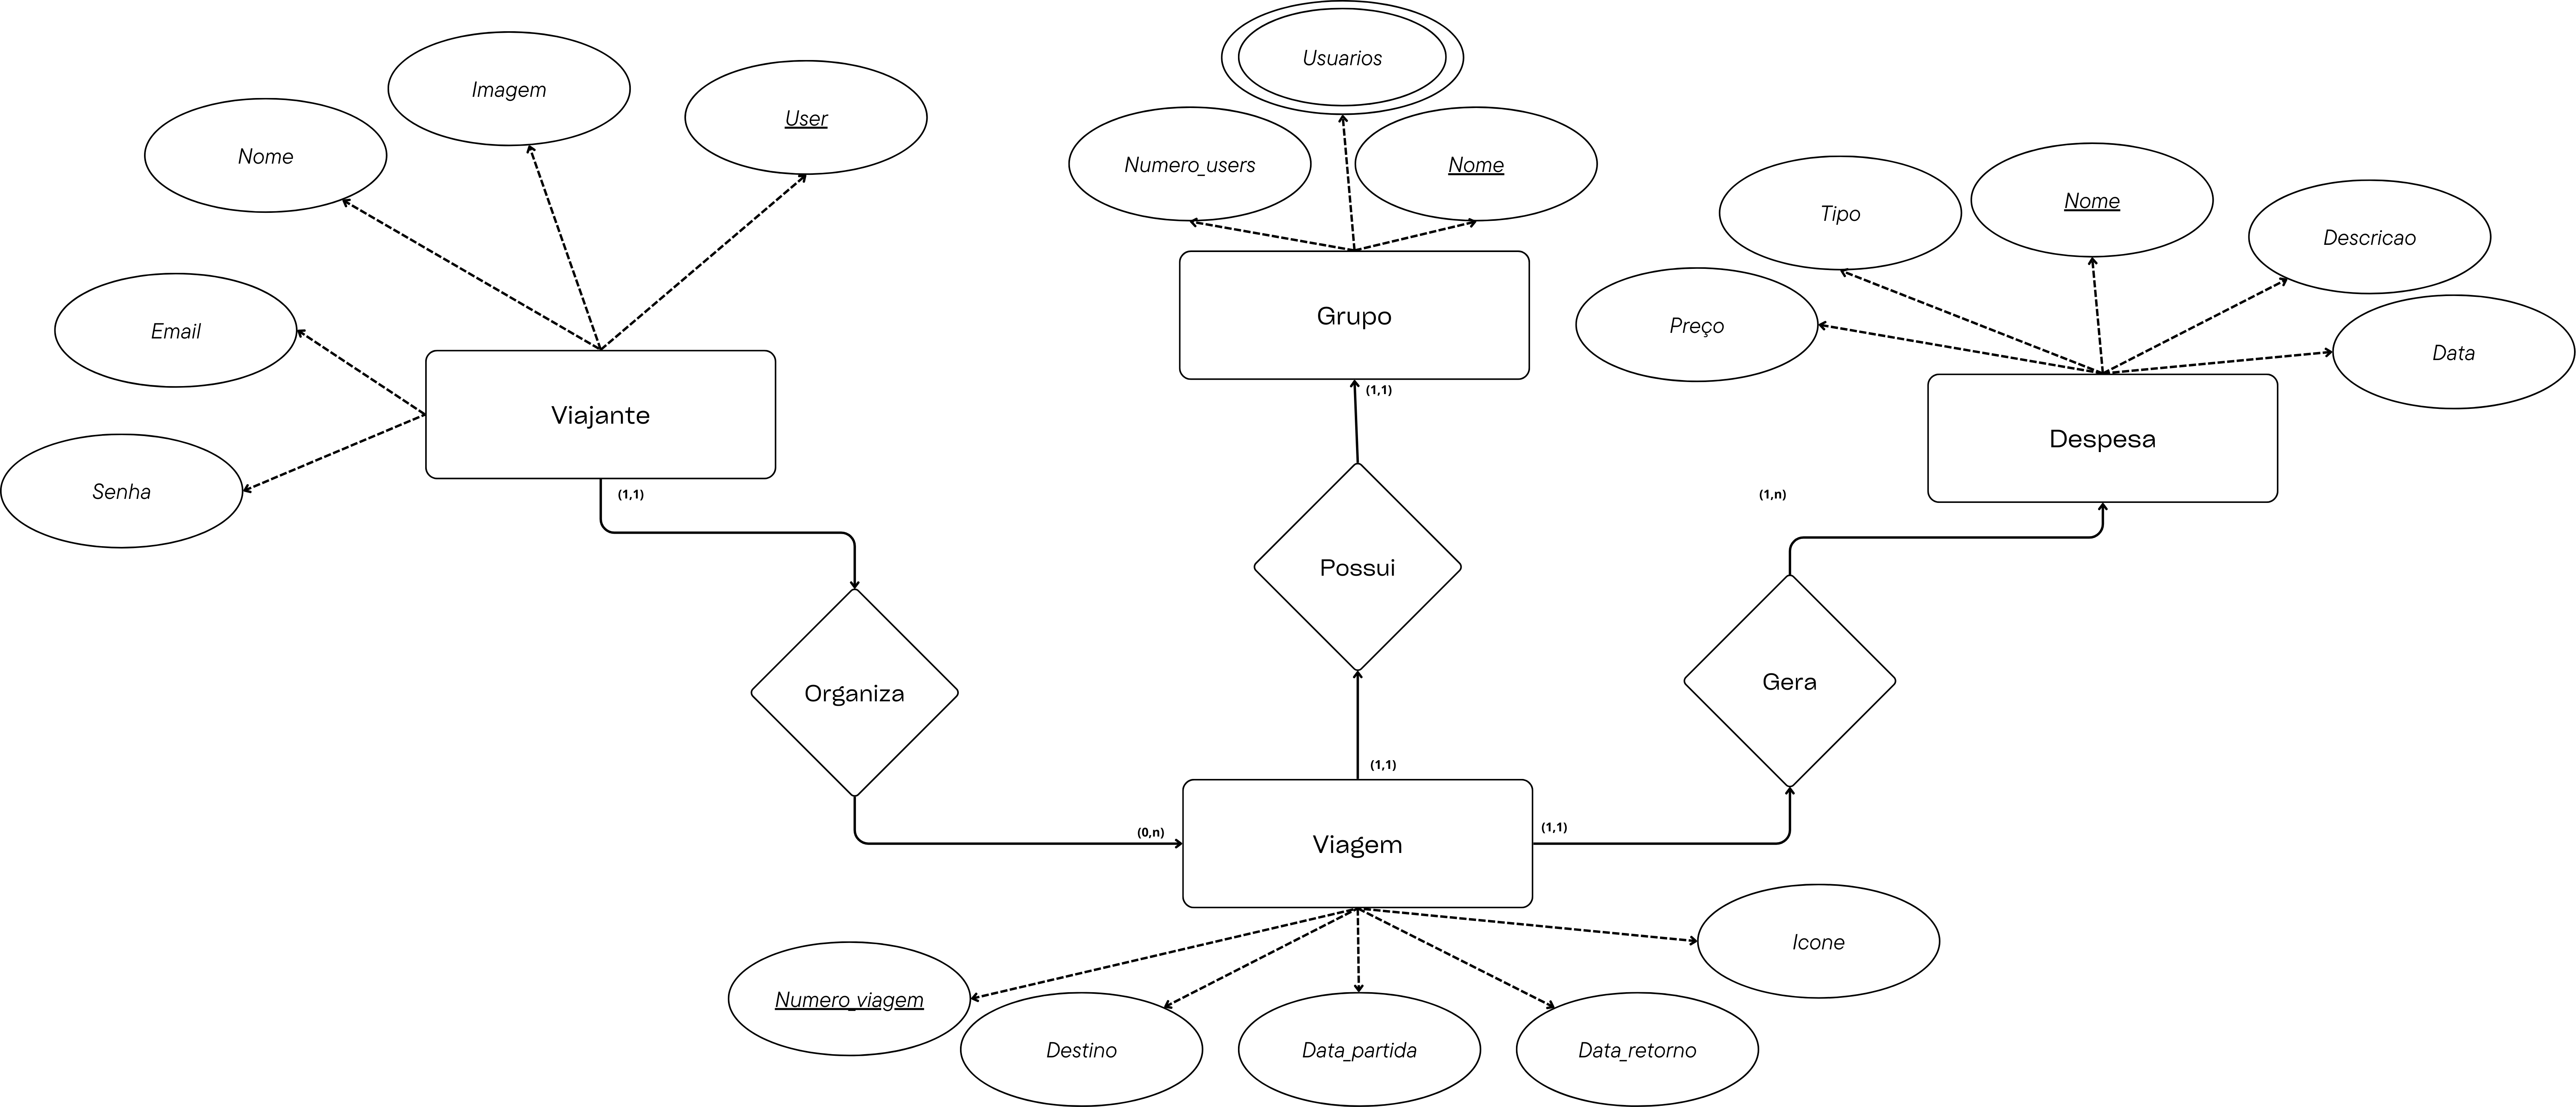 Usuarios
Imagem
User
Nome
Numero_users
Nome
Tipo
Nome
Descricao
Email
Grupo
Preço
Data
Viajante
(1,1)
Despesa
Senha
(1,1)
(1,n)
Possui
Organiza
Gera
(1,1)
(0,n)
Viagem
(1,1)
Icone
Numero_viagem
Destino
Data_partida
Data_retorno